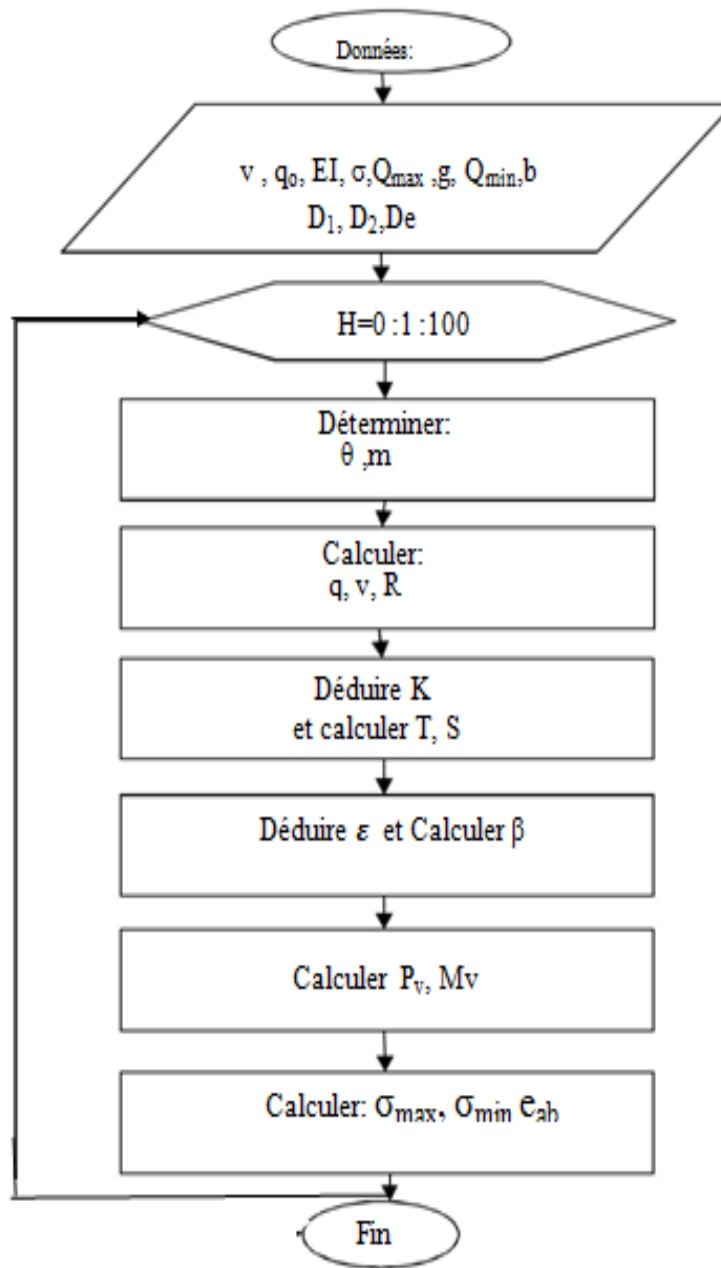 Données:
ν , q₀, EI, σ,Qmax ,g, Qmin,b
D₁, D₂,De
H=0 :1 :100
Déterminer:
θ ,m
Calculer:
q, v, R
Déduire K
et calculer T, S
Déduire ε et Calculer β
Calculer Pv, Mv
Calculer: σmax, σmin eab
Fin